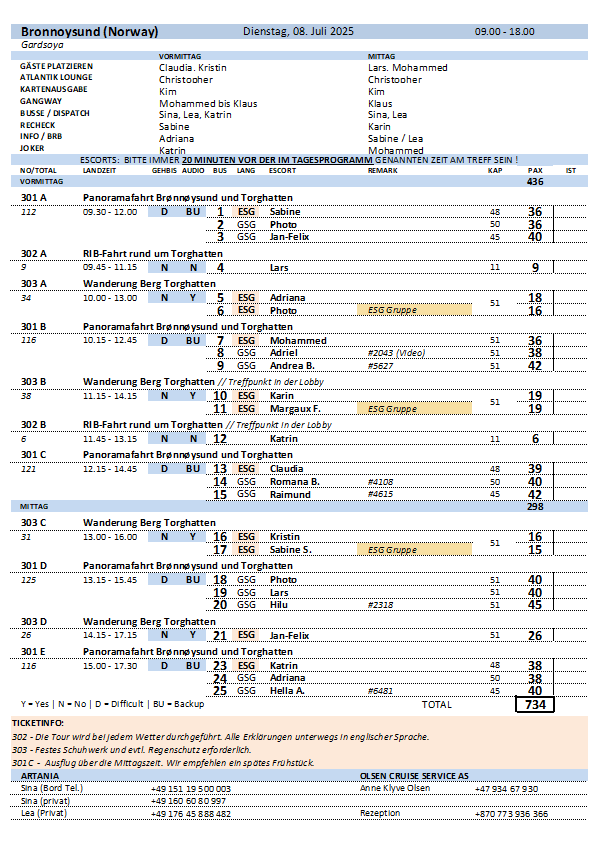 Bronnoysund (Norway) Dienstag, 08. Juli 2025 09.00 - 18.00
Gardsoya
VORMITTAG MITTAG
GÄSTE PLATZIEREN Claudia, Kristin Lars, Mohammed
ATLANTIK LOUNGE Christopher Christopher
KARTENAUSGABE Kim Kim
GANGWAY Mohammed bis Klaus Klaus
BUSSE / DISPATCH Sina, Lea, Katrin Sina, Lea
RECHECK Sabine Karin
INFO / BRB Adriana Sabine / Lea
JOKER Katrin Mohammed
ESCORTS: BITTE IMMER 20 MINUTEN VOR DER IM TAGESPROGRAMM GENANNTEN ZEIT AM TREFF SEIN !
NO/TOTAL LANDZEIT GEHBIS AUDIO BUS LANG ESCORT REMARK KAP PAX IST
VORMITTAG 436
301 A Panoramafahrt Brønnøysund und Torghatten
112 09.30 - 12.00 D BU 1 ESG Sabine 48 36
2 GSG Photo 50 36
3 GSG Jan-Felix 45 40
302 A RIB-Fahrt rund um Torghatten
9 09.45 - 11.15 N N 4 Lars 11 9
303 A Wanderung Berg Torghatten
34 10.00 - 13.00 N Y 5 ESG Adriana 51 18
6 ESG Photo ESG Gruppe 16
301 B Panoramafahrt Brønnøysund und Torghatten
116 10.15 - 12.45 D BU 7 ESG Mohammed 51 36
8 GSG Adriel #2043 (Video) 51 38
9 GSG Andrea B. #5627 51 42
303 B Wanderung Berg Torghatten // Treffpunkt in der Lobby
38 11.15 - 14.15 N Y 10 ESG Karin 51 19
11 ESG Margaux F. ESG Gruppe 19
302 B RIB-Fahrt rund um Torghatten // Treffpunkt in der Lobby
6 11.45 - 13.15 N N 12 Katrin 11 6
301 C Panoramafahrt Brønnøysund und Torghatten
121 12.15 - 14.45 D BU 13 ESG Claudia 48 39
14 GSG Romana B. #4108 50 40
15 GSG Raimund #4615 45 42
MITTAG 298
303 C Wanderung Berg Torghatten
31 13.00 - 16.00 N Y 16 ESG Kristin 51 16
17 ESG Sabine S. ESG Gruppe 15
301 D Panoramafahrt Brønnøysund und Torghatten
125 13.15 - 15.45 D BU 18 GSG Photo 51 40
19 GSG Lars 51 40
20 GSG Hilu #2318 51 45
303 D Wanderung Berg Torghatten
26 14.15 - 17.15 N Y 21 ESG Jan-Felix 51 26
301 E Panoramafahrt Brønnøysund und Torghatten
116 15.00 - 17.30 D BU 23 ESG Katrin 48 38
24 GSG Adriana 50 38
25 GSG Hella A. #6481 45 40
Y = Yes | N = No | D = Difficult | BU = Backup TOTAL 734
TICKETINFO:
302 - Die Tour wird bei jedem Wetter durchgeführt. Alle Erklärungen unterwegs in englischer Sprache.
303 - Festes Schuhwerk und evtl. Regenschutz erforderlich.
301C - Ausflug über die Mittagszeit. Wir empfehlen ein spätes Frühstück.
ARTANIA OLSEN CRUISE SERVICE AS
Sina (Bord Tel.) +49 151 19 500 003 Anne Klyve Olsen +47 934 67 930
Sina (privat) +49 160 60 80 997
Lea (Privat) +49 176 45 888 482 Rezeption +870 773 936 366